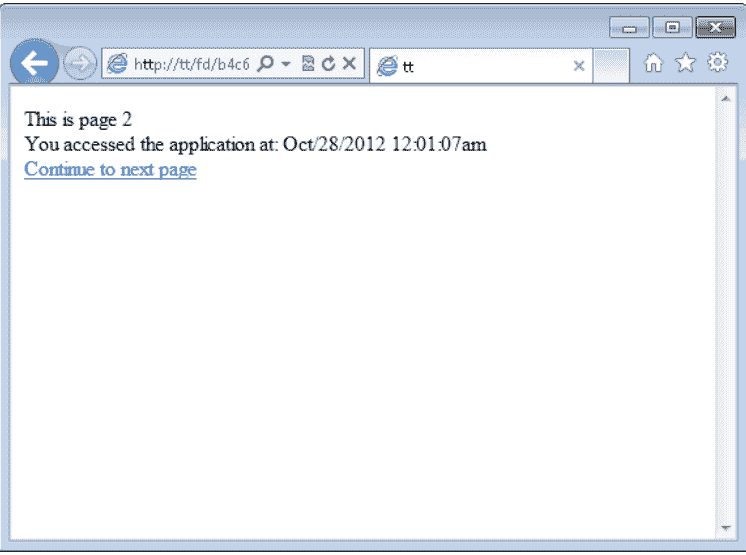 http://tt/fd/b4c6
tt
This is page 2
You accessed the application at: Oct/28/2012 12:01:07am
Continue to next page